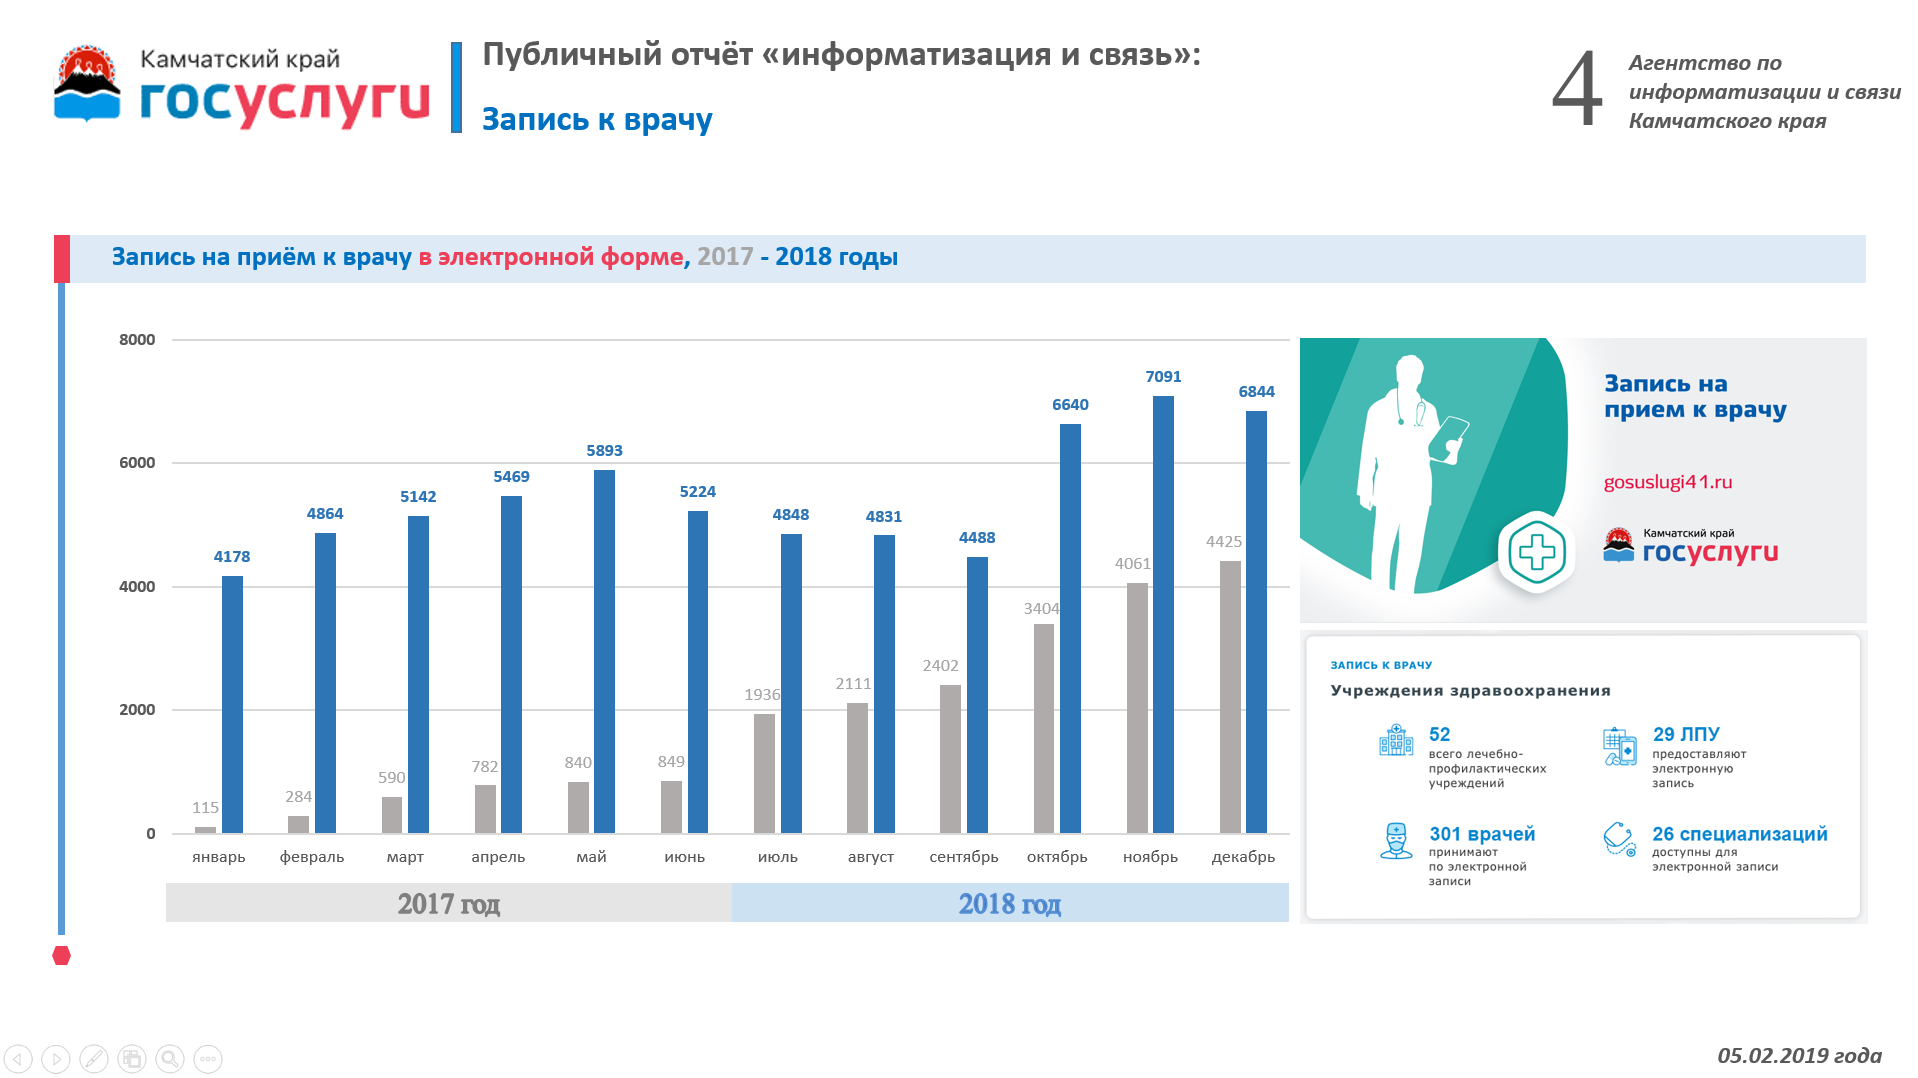 Камчатский край
госуслуги
Публичный отчёт «информатизация и связь»:
Запись к врачу
4
Агентство по
информатизации и связи
Камчатского края
Запись на приём к врачу в электронной форме, 2017 - 2018 годы
8000
6000
4000
2000
0
115
4178
284
4864
590
5142
782
5469
840
5893
849
5224
1936
4848
2111
4831
2402
4488
3404
6640
4061
7091
4425
6844
январь
февраль
март
апрель
май
июнь
июль
август
сентябрь
октябрь
ноябрь
декабрь
2017 год
2018 год
Запись на
прием к врачу
gosuslugi41.ru
Камчатский край
госуслуги
ЗАПИСЬ К ВРАЧУ
Учреждения здравоохранения
52
всего лечебно-
профилактических
учреждений
29 ЛПУ
предоставляют
электронную
запись
301 врачей
принимают
по электронной
записи
26 специализаций
доступны для
электронной записи
05.02.2019 года